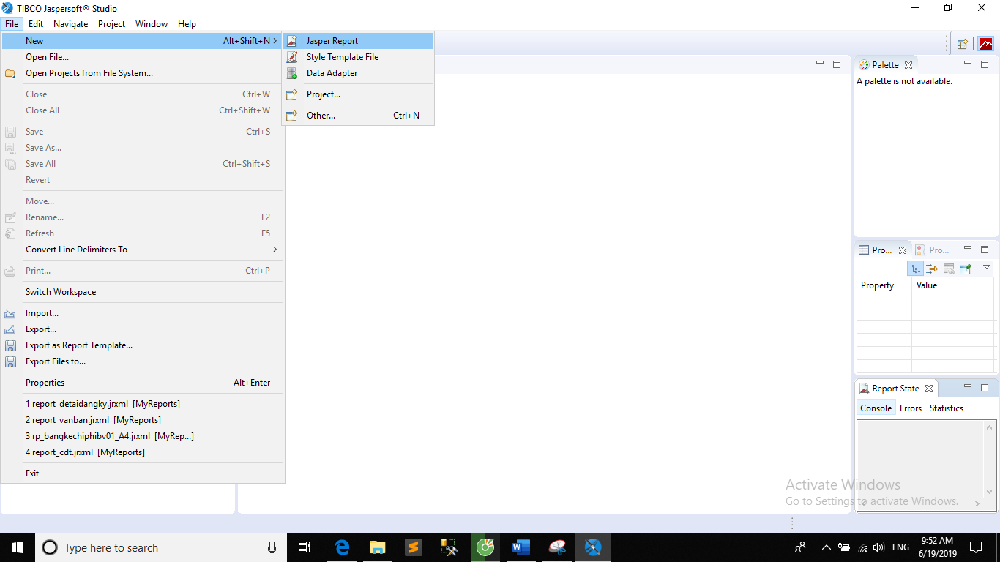 TIBCO Jaspersoft® Studio
File Edit Navigate Project Window Help
New Alt+Shift+N
Open File...
Open Projects from File System...
Close Ctrl+W
Close All Ctrl+Shift+W
Save Ctrl+S
Save As...
Save All Ctrl+Shift+S
Revert
Move...
Rename... F2
Refresh F5
Convert Line Delimiters To
Print... Ctrl+P
Switch Workspace
Import...
Export...
Export as Report Template...
Export Files to...
Properties Alt+Enter
1 report_detaidangky.jrxml [MyReports]
2 report_vanban.jrxml [MyReports]
3 rp_bangkechiphibv01_A4.jrxml [MyRep...]
4 report_cdt.jrxml [MyReports]
Exit
Jasper Report
Style Template File
Data Adapter
Project...
Other... Ctrl+N
Palette
A palette is not available.
Pro... Pro...
Property Value
Report State
Console Errors Statistics
Activate Windows
Go to Settings to activate Windows.
Type here to search
ENG
9:52 AM
6/19/2019